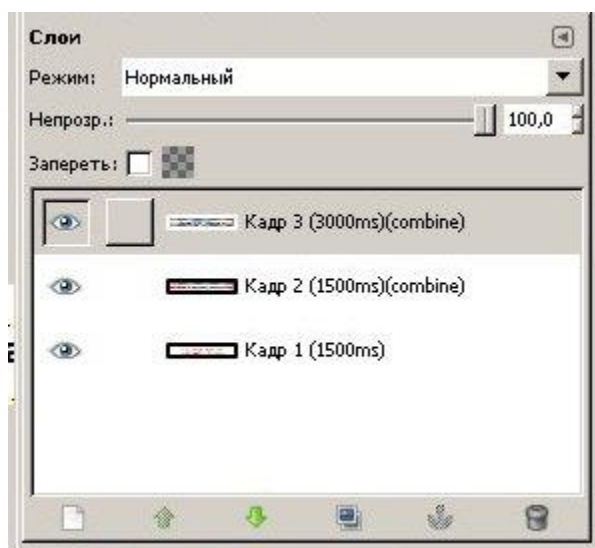 Слои
Режим: Нормальный
Непрозр.: 100,0
Запереть:
Кадр 3 (3000ms)(combine)
Кадр 2 (1500ms)(combine)
Кадр 1 (1500ms)